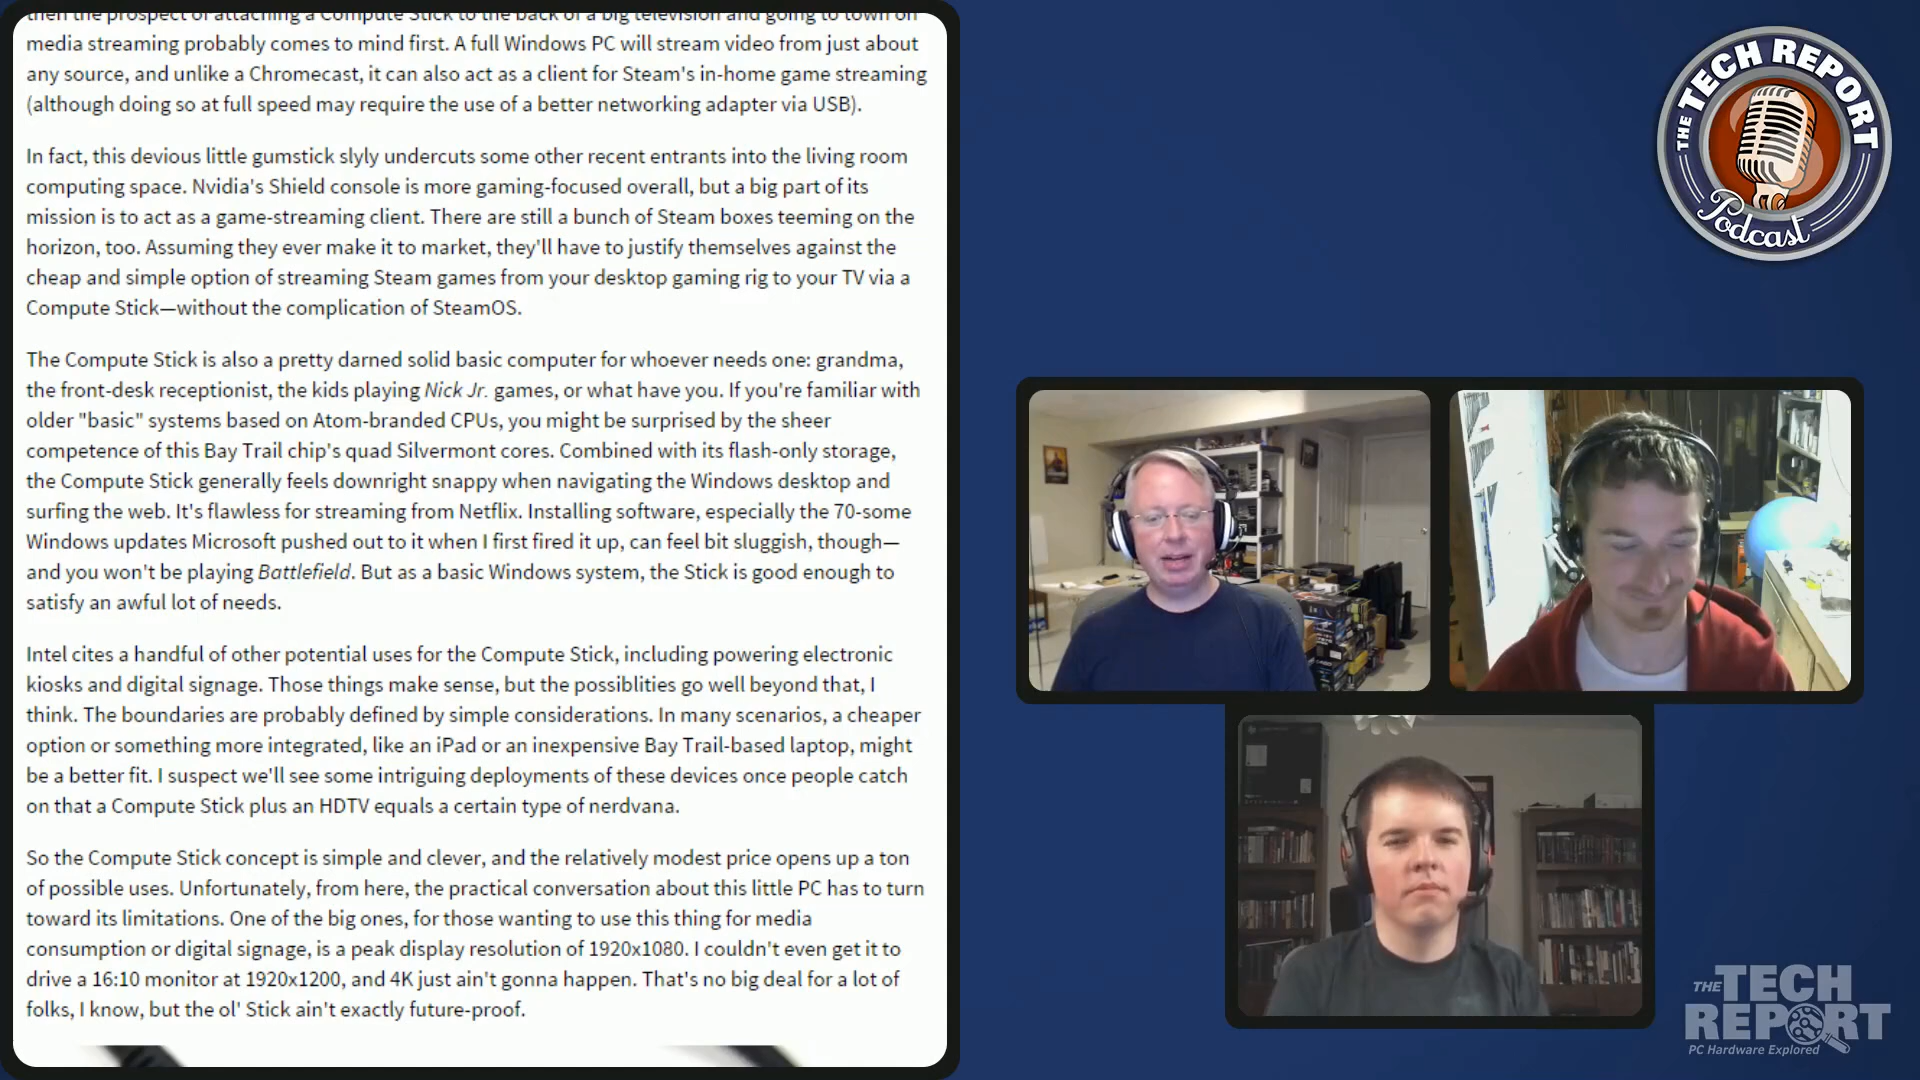 then the prospect of attaching a Compute Stick to the back of a big television and going to town on
media streaming probably comes to mind first. A full Windows PC will stream video from just about
any source, and unlike a Chromecast, it can also act as a client for Steam's in-home game streaming
(although doing so at full speed may require the use of a better networking adapter via USB).
In fact, this devious little gumstick slyly undercuts some other recent entrants into the living room
computing space. Nvidia's Shield console is more gaming-focused overall, but a big part of its
mission is to act as a game-streaming client. There are still a bunch of Steam boxes teeming on the
horizon, too. Assuming they ever make it to market, they'll have to justify themselves against the
cheap and simple option of streaming Steam games from your desktop gaming rig to your TV via a
Compute Stick—without the complication of SteamOS.
The Compute Stick is also a pretty darned solid basic computer for whoever needs one: grandma,
the front-desk receptionist, the kids playing Nick Jr. games, or what have you. If you're familiar with
older "basic" systems based on Atom-branded CPUs, you might be surprised by the sheer
competence of this Bay Trail chip's quad Silvermont cores. Combined with its flash-only storage,
the Compute Stick generally feels downright snappy when navigating the Windows desktop and
surfing the web. It's flawless for streaming from Netflix. Installing software, especially the 70-some
Windows updates Microsoft pushed out to it when I first fired it up, can feel bit sluggish, though—
and you won't be playing Battlefield. But as a basic Windows system, the Stick is good enough to
satisfy an awful lot of needs.
Intel cites a handful of other potential uses for the Compute Stick, including powering electronic
kiosks and digital signage. Those things make sense, but the possiblities go well beyond that, I
think. The boundaries are probably defined by simple considerations. In many scenarios, a cheaper
option or something more integrated, like an iPad or an inexpensive Bay Trail-based laptop, might
be a better fit. I suspect we'll see some intriguing deployments of these devices once people catch
on that a Compute Stick plus an HDTV equals a certain type of nerdvana.
So the Compute Stick concept is simple and clever, and the relatively modest price opens up a ton
of possible uses. Unfortunately, from here, the practical conversation about this little PC has to turn
toward its limitations. One of the big ones, for those wanting to use this thing for media
consumption or digital signage, is a peak display resolution of 1920x1080. I couldn't even get it to
drive a 16:10 monitor at 1920x1200, and 4K just ain't gonna happen. That's no big deal for a lot of
folks, I know, but the ol' Stick ain't exactly future-proof.
THE TECH REPORT
Podcast
THE TECH
REPORT
PC Hardware Explored